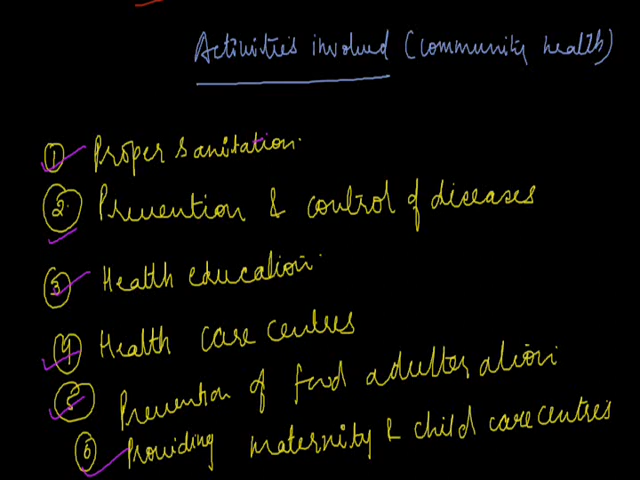 Activities involved (community health)
① Proper sanitation.
② Prevention & control of diseases
③ Health education.
④ Health care centres
⑤ Prevention of food adulteration
⑥ Providing maternity & child care centres